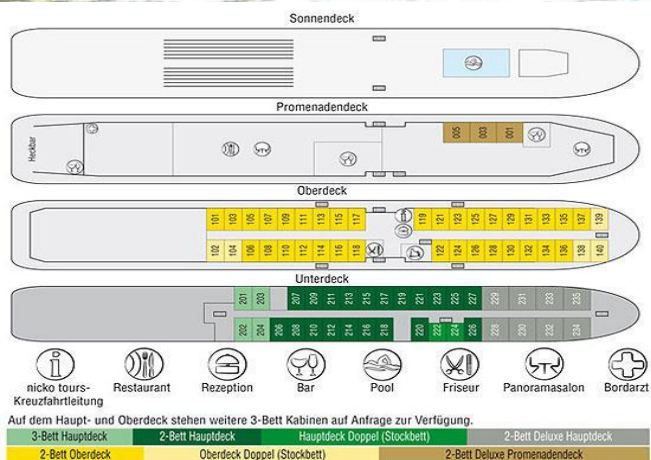 Sonnendeck
Promenadendeck
Heckbar
005 003 001
Oberdeck
101 103 105 107 109 111 113 115 117 119 121 123 125 127 129 131 133 135 137 139
102 104 106 108 110 112 114 116 118 122 124 126 128 130 132 134 136 138 140
Unterdeck
201 203 207 209 211 213 215 217 219 221 223 225 227 229 231 233 235
202 204 206 208 210 212 214 216 218 220 222 224 226 228 230 232 234
nicko tours-
Kreuzfahrtleitung
Restaurant
Rezeption
Bar
Pool
Friseur
Panoramasalon
Bordarzt
Auf dem Haupt- und Oberdeck stehen weitere 3-Bett Kabinen auf Anfrage zur Verfügung.
3-Bett Hauptdeck 2-Bett Hauptdeck Hauptdeck Doppel (Stockbett) 2-Bett Deluxe Hauptdeck
2-Bett Oberdeck Oberdeck Doppel (Stockbett) 2-Bett Deluxe Promenadendeck